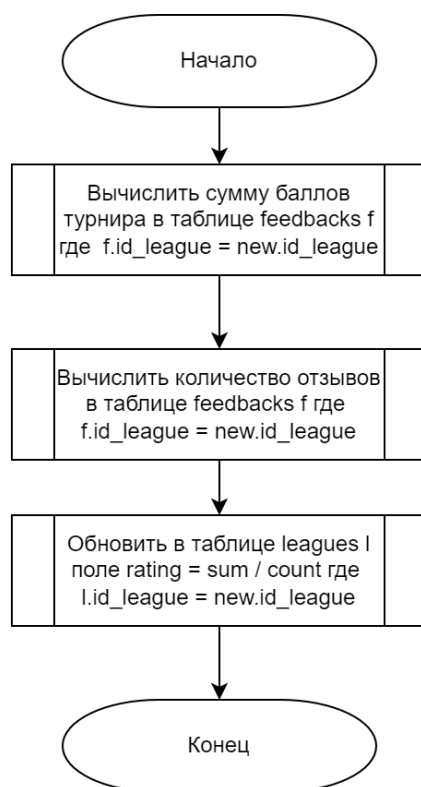 Начало
Вычислить сумму баллов
турнира в таблице feedbacks f
где f.id_league = new.id_league
Вычислить количество отзывов
в таблице feedbacks f где
f.id_league = new.id_league
Обновить в таблице leagues l
поле rating = sum / count где
l.id_league = new.id_league
Конец